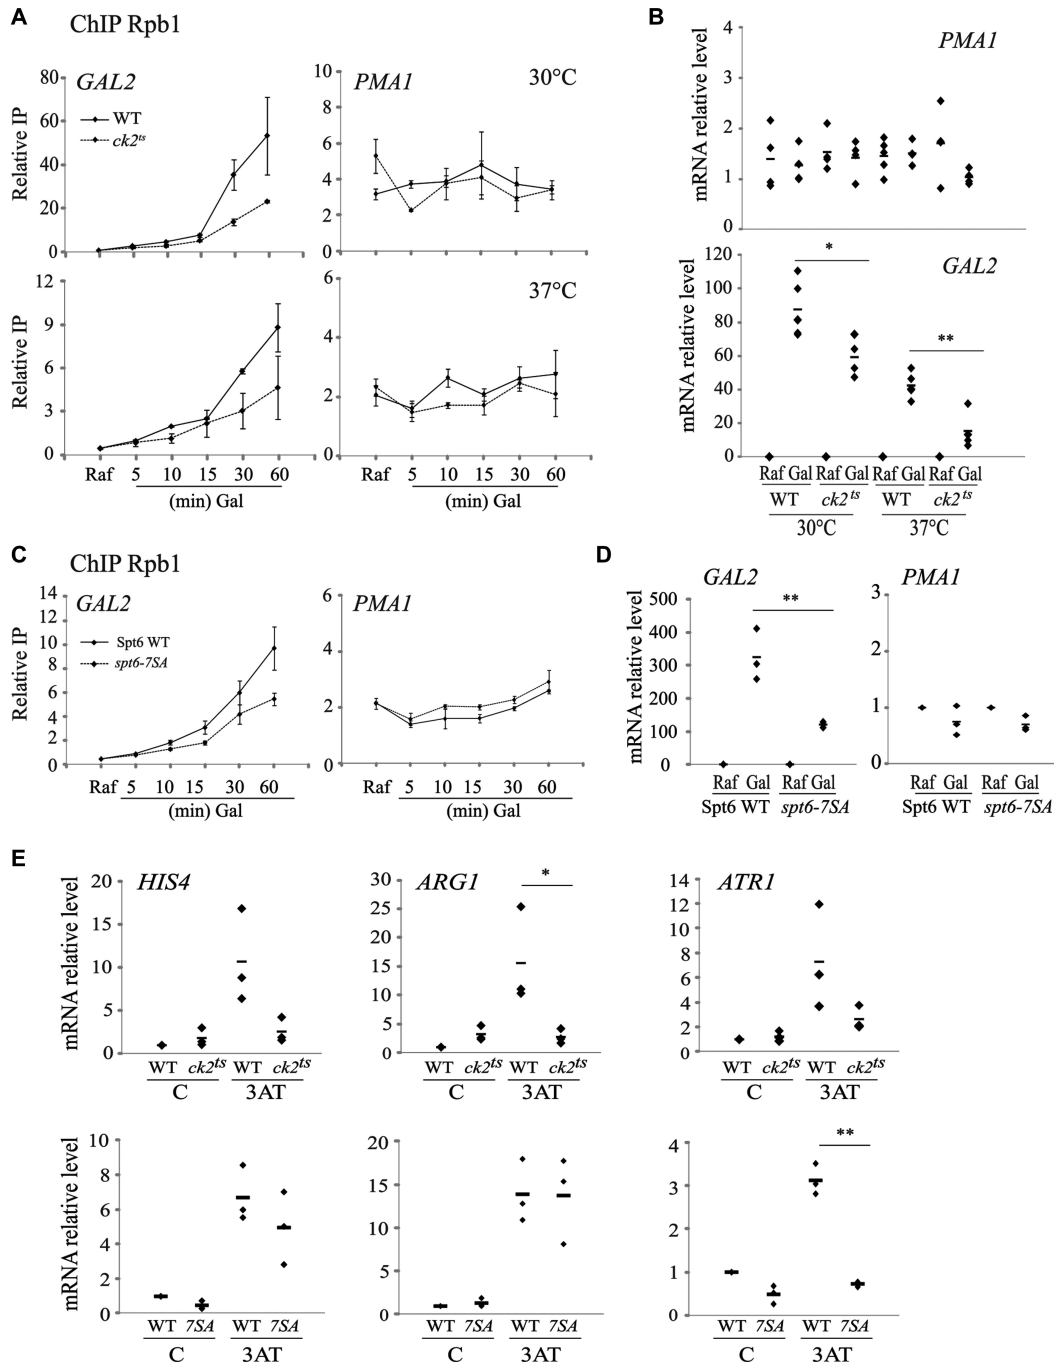 A
ChIP Rpb1
GAL2
WT
ck2ts
Relative IP
80
60
40
20
0
PMA1
30°C
10
8
6
4
2
0
Relative IP
12
9
6
3
0
37°C
6
4
2
0
Raf 5 10 15 30 60
(min) Gal
Raf 5 10 15 30 60
(min) Gal
B
PMA1
mRNA relative level
4
3
2
1
0
GAL2
mRNA relative level
120
100
80
60
40
20
0
*
**
Raf Gal Raf Gal Raf Gal Raf Gal
WT ck2ts WT ck2ts
30°C 37°C
C
ChIP Rpb1
GAL2
Spt6 WT
spt6-7SA
Relative IP
14
12
10
8
6
4
2
0
Raf 5 10 15 30 60
(min) Gal
PMA1
6
4
2
0
Raf 5 10 15 30 60
(min) Gal
D
GAL2
mRNA relative level
500
400
300
200
100
0
**
Raf Gal Raf Gal
Spt6 WT spt6-7SA
PMA1
3
2
1
0
Raf Gal Raf Gal
Spt6 WT spt6-7SA
E
HIS4
mRNA relative level
20
15
10
5
0
WT ck2ts WT ck2ts
C 3AT
ARG1
*
30
25
20
15
10
5
0
WT ck2ts WT ck2ts
C 3AT
ATR1
14
12
10
8
6
4
2
0
WT ck2ts WT ck2ts
C 3AT
mRNA relative level
10
8
6
4
2
0
WT 7SA WT 7SA
C 3AT
20
15
10
5
0
WT 7SA WT 7SA
C 3AT
**
4
3
2
1
0
WT 7SA WT 7SA
C 3AT